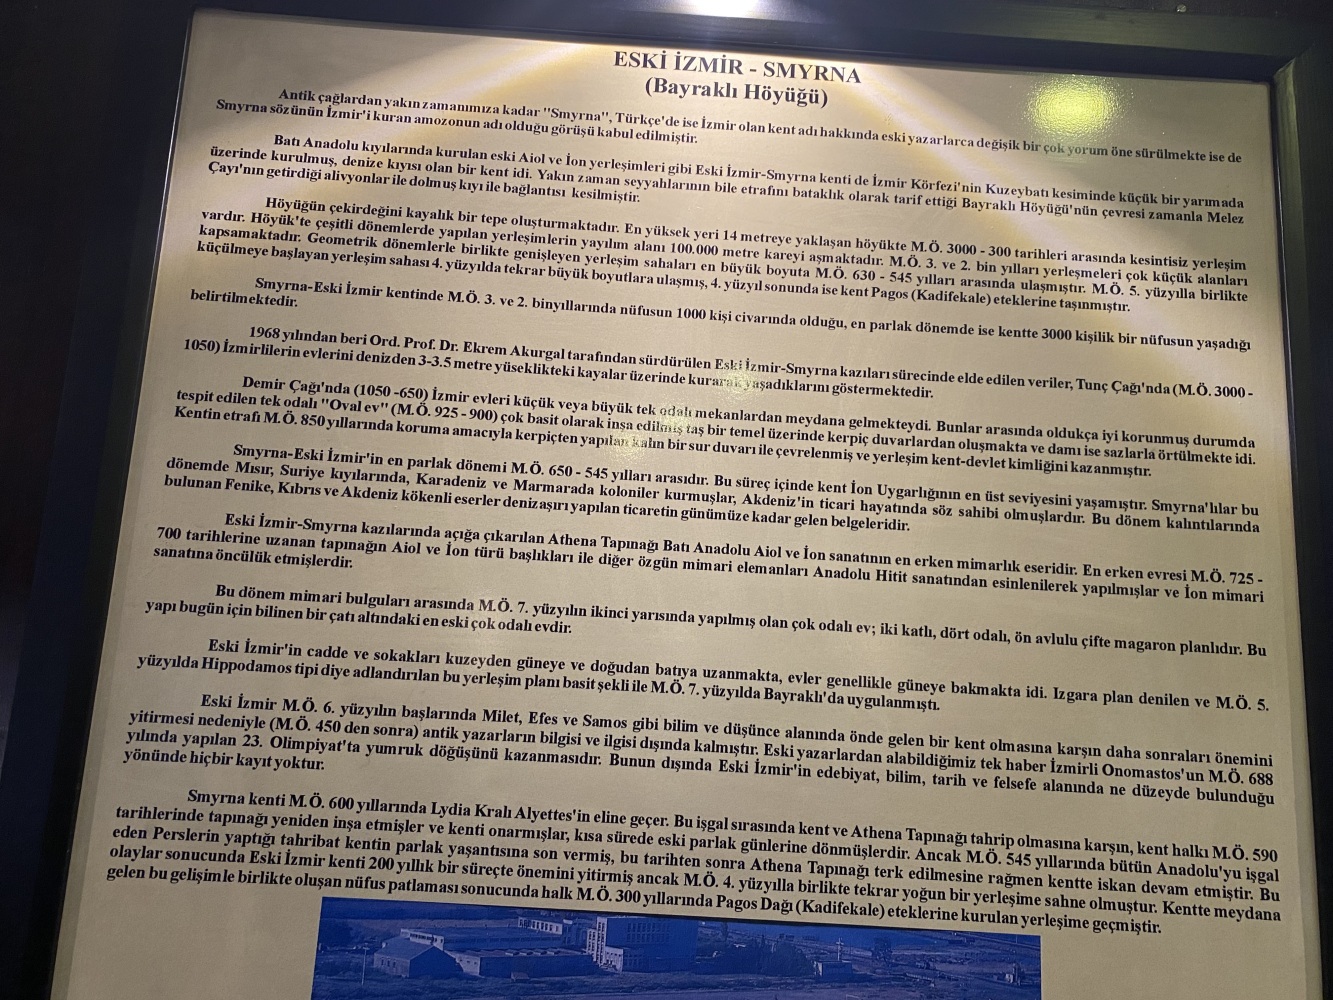 ESKİ İZMİR - SMYRNA
(Bayraklı Höyüğü)
Antik çağlardan yakın zamanımıza kadar "Smyrna", Türkçe'de ise İzmir olan kent adı hakkında eski yazarlarca değişik bir çok yorum öne sürülmekte ise de
Smyrna sözünün İzmir'i kuran amozonun adı olduğu görüşü kabul edilmiştir.
Batı Anadolu kıyılarında kurulan eski Aiol ve İon yerleşimleri gibi Eski İzmir-Smyrna kenti de İzmir Körfezi'nin Kuzeybatı kesiminde küçük bir yarımada
üzerinde kurulmuş, denize kıyısı olan bir kent idi. Yakın zaman seyyahlarının bile etrafını bataklık olarak tarif ettiği Bayraklı Höyüğü'nün çevresi zamanla Melez
Çayı'nın getirdiği alivyonlar ile dolmuş kıyı ile bağlantısı kesilmiştir.
Höyüğün çekirdeğini kayalık bir tepe oluşturmaktadır. En yüksek yeri 14 metreye yaklaşan höyükte M.Ö. 3000 - 300 tarihleri arasında kesintisiz yerleşim
vardır. Höyük'te çeşitli dönemlerde yapılan yerleşimlerin yayılım alanı 100.000 metre kareyi aşmaktadır. M.Ö. 3. ve 2. bin yılları yerleşmeleri çok küçük alanları
kapsamaktadır. Geometrik dönemlerle birlikte genişleyen yerleşim sahaları en büyük boyuta M.Ö. 630 - 545 yılları arasında ulaşmıştır. M.Ö. 5. yüzyılla birlikte
küçülmeye başlayan yerleşim sahası 4. yüzyılda tekrar büyük boyutlara ulaşmış, 4. yüzyıl sonunda ise kent Pagos (Kadifekale) eteklerine taşınmıştır.
Smyrna-Eski İzmir kentinde M.Ö. 3. ve 2. binyıllarında nüfusun 1000 kişi civarında olduğu, en parlak dönemde ise kentte 3000 kişilik bir nüfusun yaşadığı
belirtilmektedir.
1968 yılından beri Ord. Prof. Dr. Ekrem Akurgal tarafından sürdürülen Eski İzmir-Smyrna kazıları sürecinde elde edilen veriler, Tunç Çağı'nda (M.Ö. 3000 -
1050) İzmirlilerin evlerini denizden 3-3.5 metre yüseklikteki kayalar üzerinde kurarak yaşadıklarını göstermektedir.
Demir Çağı'nda (1050 -650) İzmir evleri küçük veya büyük tek odalı mekanlardan meydana gelmekteydi. Bunlar arasında oldukça iyi korunmuş durumda
tespit edilen tek odalı "Oval ev" (M.Ö. 925 - 900) çok basit olarak inşa edilmiş taş bir temel üzerinde kerpiç duvarlardan oluşmakta ve damı ise sazlarla örtülmekte idi.
Kentin etrafı M.Ö. 850 yıllarında koruma amacıyla kerpiçten yapılan kalın bir sur duvarı ile çevrelenmiş ve yerleşim kent-devlet kimliğini kazanmıştır.
Smyrna-Eski İzmir'in en parlak dönemi M.Ö. 650 - 545 yılları arasıdır. Bu süreç içinde kent İon Uygarlığının en üst seviyesini yaşamıştır. Smyrna'lılar bu
dönemde Mısır, Suriye kıyılarında, Karadeniz ve Marmarada koloniler kurmuşlar, Akdeniz'in ticari hayatında söz sahibi olmuşlardır. Bu dönem kalıntılarında
bulunan Fenike, Kıbrıs ve Akdeniz kökenli eserler denizaşırı yapılan ticaretin günümüze kadar gelen belgeleridir.
Eski İzmir-Smyrna kazılarında açığa çıkarılan Athena Tapınağı Batı Anadolu Aiol ve İon sanatının en erken mimarlık eseridir. En erken evresi M.Ö. 725 -
700 tarihlerine uzanan tapınağın Aiol ve İon türü başlıkları ile diğer özgün mimari elemanları Anadolu Hitit sanatından esinlenilerek yapılmışlar ve İon mimari
sanatına öncülük etmişlerdir.
Bu dönem mimari bulguları arasında M.Ö. 7. yüzyılın ikinci yarısında yapılmış olan çok odalı ev; iki katlı, dört odalı, ön avlulu çifte magaron planlıdır. Bu
yapı bugün için bilinen bir çatı altındaki en eski çok odalı evdir.
Eski İzmir'in cadde ve sokakları kuzeyden güneye ve doğudan batıya uzanmakta, evler genellikle güneye bakmakta idi. Izgara plan denilen ve M.Ö. 5.
yüzyılda Hippodamos tipi diye adlandırılan bu yerleşim planı basit şekli ile M.Ö. 7. yüzyılda Bayraklı'da uygulanmıştı.
Eski İzmir M.Ö. 6. yüzyılın başlarında Milet, Efes ve Samos gibi bilim ve düşünce alanında önde gelen bir kent olmasına karşın daha sonraları önemini
yitirmesi nedeniyle (M.Ö. 450 den sonra) antik yazarların bilgisi ve ilgisi dışında kalmıştır. Eski yazarlardan alabildiğimiz tek haber İzmirli Onomastos'un M.Ö. 688
yılında yapılan 23. Olimpiyat'ta yumruk döğüşünü kazanmasıdır. Bunun dışında Eski İzmir'in edebiyat, bilim, tarih ve felsefe alanında ne düzeyde bulunduğu
yönünde hiçbir kayıt yoktur.
Smyrna kenti M.Ö. 600 yıllarında Lydia Kralı Alyettes'in eline geçer. Bu işgal sırasında kent ve Athena Tapınağı tahrip olmasına karşın, kent halkı M.Ö. 590
tarihlerinde tapınağı yeniden inşa etmişler ve kenti onarmışlar, kısa sürede eski parlak günlerine dönmüşlerdir. Ancak M.Ö. 545 yıllarında bütün Anadolu'yu işgal
eden Perslerin yaptığı tahribat kentin parlak yaşantısına son vermiş, bu tarihten sonra Athena Tapınağı terk edilmesine rağmen kentte iskan devam etmiştir. Bu
olaylar sonucunda Eski İzmir kenti 200 yıllık bir süreçte önemini yitirmiş ancak M.Ö. 4. yüzyılla birlikte tekrar yoğun bir yerleşime sahne olmuştur. Kentte meydana
gelen bu gelişimle birlikte oluşan nüfus patlaması sonucunda halk M.Ö. 300 yıllarında Pagos Dağı (Kadifekale) eteklerine kurulan yerleşime geçmiştir.